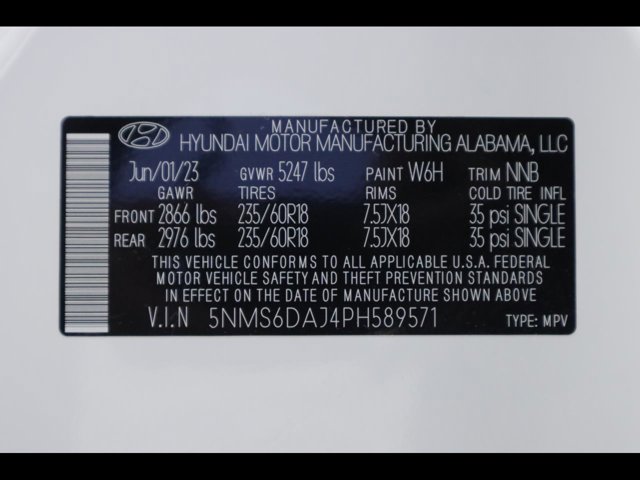 MANUFACTURED BY
HYUNDAI MOTOR MANUFACTURING ALABAMA, LLC
Jun/01/23 GVWR 5247 lbs PAINT W6H TRIM NNB
GAWR TIRES RIMS COLD TIRE INFL
FRONT 2866 lbs 235/60R18 7.5JX18 35 psi SINGLE
REAR 2976 lbs 235/60R18 7.5JX18 35 psi SINGLE
THIS VEHICLE CONFORMS TO ALL APPLICABLE U.S.A. FEDERAL
MOTOR VEHICLE SAFETY AND THEFT PREVENTION STANDARDS
IN EFFECT ON THE DATE OF MANUFACTURE SHOWN ABOVE.
V.I.N 5NMS6DAJ4PH589571 TYPE: MPV